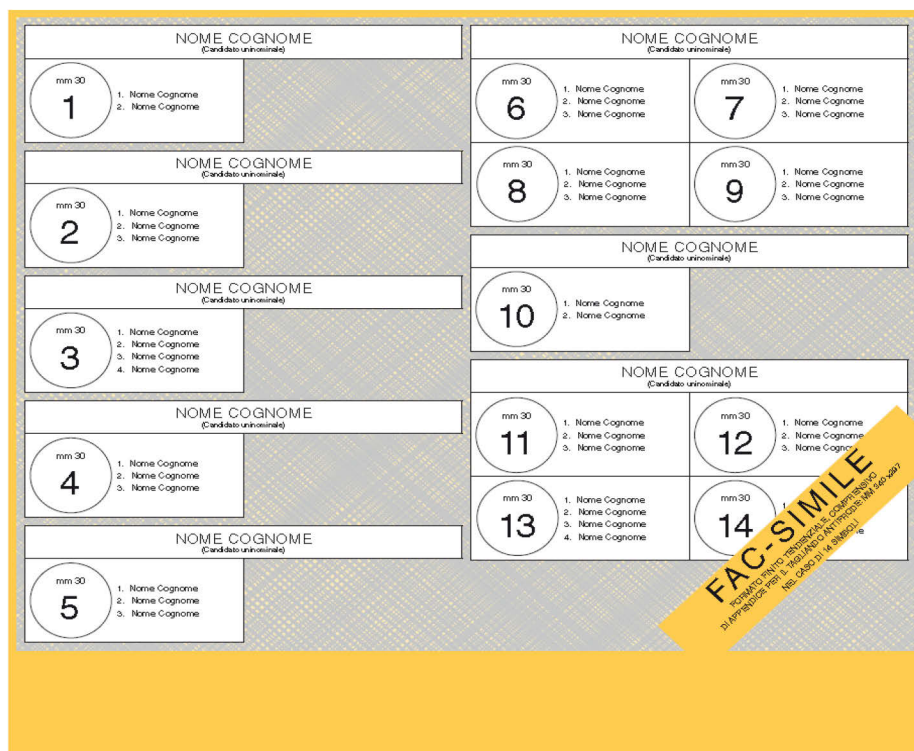 NOME COGNOME
(Candidato uninominale)
mm 30
1
1. Nome Cognome
2. Nome Cognome
NOME COGNOME
(Candidato uninominale)
mm 30
2
1. Nome Cognome
2. Nome Cognome
3. Nome Cognome
NOME COGNOME
(Candidato uninominale)
mm 30
3
1. Nome Cognome
2. Nome Cognome
3. Nome Cognome
4. Nome Cognome
NOME COGNOME
(Candidato uninominale)
mm 30
4
1. Nome Cognome
2. Nome Cognome
3. Nome Cognome
NOME COGNOME
(Candidato uninominale)
mm 30
5
1. Nome Cognome
2. Nome Cognome
3. Nome Cognome
NOME COGNOME
(Candidato uninominale)
mm 30
6
1. Nome Cognome
2. Nome Cognome
3. Nome Cognome
mm 30
7
1. Nome Cognome
2. Nome Cognome
3. Nome Cognome
mm 30
8
1. Nome Cognome
2. Nome Cognome
3. Nome Cognome
mm 30
9
1. Nome Cognome
2. Nome Cognome
3. Nome Cognome
NOME COGNOME
(Candidato uninominale)
mm 30
10
1. Nome Cognome
2. Nome Cognome
NOME COGNOME
(Candidato uninominale)
mm 30
11
1. Nome Cognome
2. Nome Cognome
3. Nome Cognome
mm 30
12
1. Nome Cognome
2. Nome Cognome
3. Nome
mm 30
13
1. Nome Cognome
2. Nome Cognome
3. Nome Cognome
4. Nome Cognome
mm 30
14
FAC-SIMILE
FORMATO FINITO TENDENZIALE, COMPRENSIVO
DI APPENDICE PER IL TAGLIANDO ANTIFRODE: MM 340x297
NEL CASO DI 14 SIMBOLI